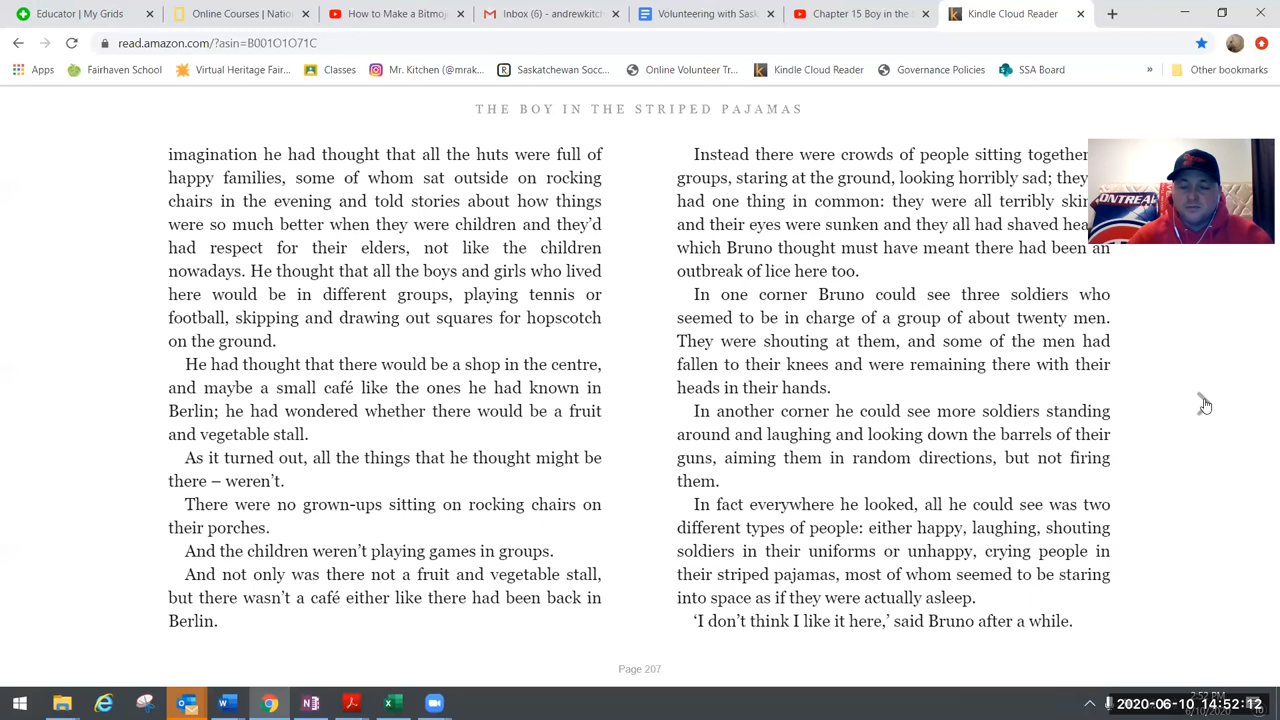 Educator | My Grids
Online Courses | Natio
How to Make a Bitmoji
Inbox (6) - andrewkitch
Volunteering with Sask
Chapter 15 Boy in the
Kindle Cloud Reader
read.amazon.com/?asin=B001O1O71C
Apps
Fairhaven School
Virtual Heritage Fair...
Classes
Mr. Kitchen (@mrak...
Saskatchewan Socc...
Online Volunteer Tr...
Kindle Cloud Reader
Governance Policies
SSA Board
»
Other bookmarks
THE BOY IN THE STRIPED PAJAMAS
imagination he had thought that all the huts were full of
happy families, some of whom sat outside on rocking
chairs in the evening and told stories about how things
were so much better when they were children and they’d
had respect for their elders, not like the children
nowadays. He thought that all the boys and girls who lived
here would be in different groups, playing tennis or
football, skipping and drawing out squares for hopscotch
on the ground.
He had thought that there would be a shop in the centre,
and maybe a small café like the ones he had known in
Berlin; he had wondered whether there would be a fruit
and vegetable stall.
As it turned out, all the things that he thought might be
there – weren’t.
There were no grown-ups sitting on rocking chairs on
their porches.
And the children weren’t playing games in groups.
And not only was there not a fruit and vegetable stall,
but there wasn’t a café either like there had been back in
Berlin.
Instead there were crowds of people sitting together
groups, staring at the ground, looking horribly sad; they
had one thing in common: they were all terribly skin
and their eyes were sunken and they all had shaved hea
which Bruno thought must have meant there had been an
outbreak of lice here too.
In one corner Bruno could see three soldiers who
seemed to be in charge of a group of about twenty men.
They were shouting at them, and some of the men had
fallen to their knees and were remaining there with their
heads in their hands.
In another corner he could see more soldiers standing
around and laughing and looking down the barrels of their
guns, aiming them in random directions, but not firing
them.
In fact everywhere he looked, all he could see was two
different types of people: either happy, laughing, shouting
soldiers in their uniforms or unhappy, crying people in
their striped pajamas, most of whom seemed to be staring
into space as if they were actually asleep.
‘I don’t think I like it here,’ said Bruno after a while.
ONTREAL
Page 207
2:52 PM
2020-06-10 14:52:12